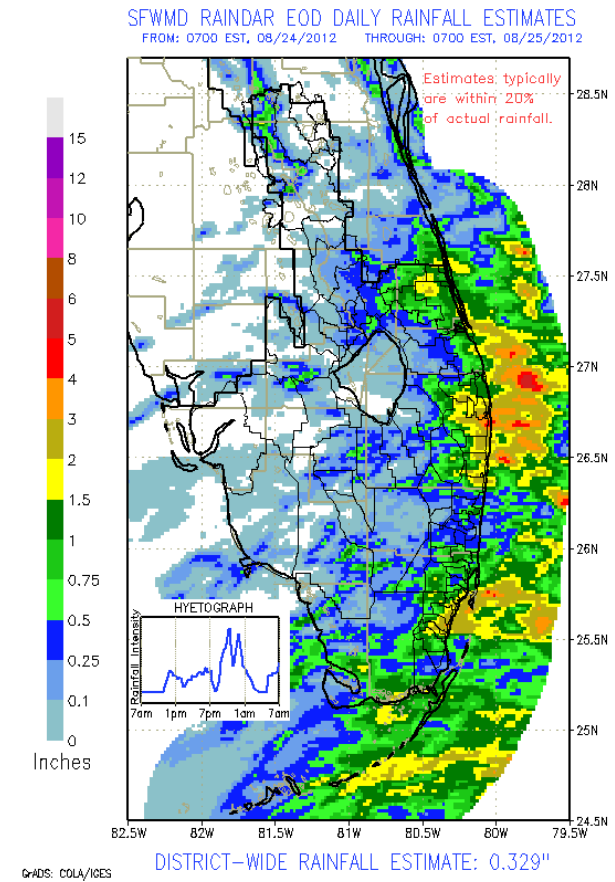 SFWMD RAINDAR EOD DAILY RAINFALL ESTIMATES
FROM: 0700 EST, 08/24/2012 THROUGH: 0700 EST, 08/25/2012
Estimates typically
are within 20%
of actual rainfall.
15
12
10
8
6
5
4
3
2
1.5
1
0.75
0.5
0.25
0.1
0
Inches
28.5N
28N
27.5N
27N
26.5N
26N
25.5N
25N
24.5N
HYETOGRAPH
Rainfall Intensity
7am 1pm 7pm 1am 7am
82.5W 82W 81.5W 81W 80.5W 80W 79.5W
DISTRICT-WIDE RAINFALL ESTIMATE: 0.329"
GrADS: COLA/IGES